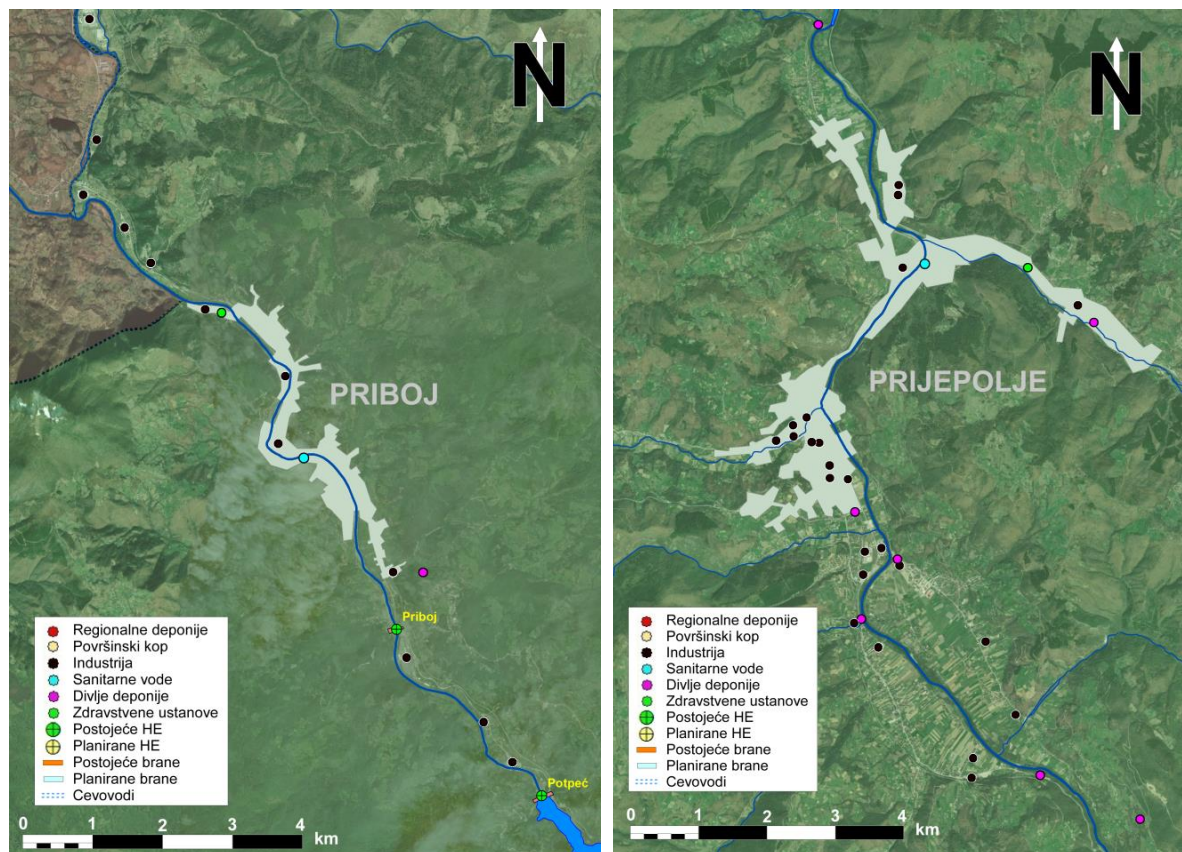 N
PRIBOJ
Priboj
Potpeć
Regionalne deponije
Površinski kop
Industrija
Sanitarne vode
Divlje deponije
Zdravstvene ustanove
Postojeće HE
Planirane HE
Postojeće brane
Planirane brane
Cevovodi
0 1 2 3 4
km
N
PRIJEPOLJE
Regionalne deponije
Površinski kop
Industrija
Sanitarne vode
Divlje deponije
Zdravstvene ustanove
Postojeće HE
Planirane HE
Postojeće brane
Planirane brane
Cevovodi
0 1 2 3 4
km